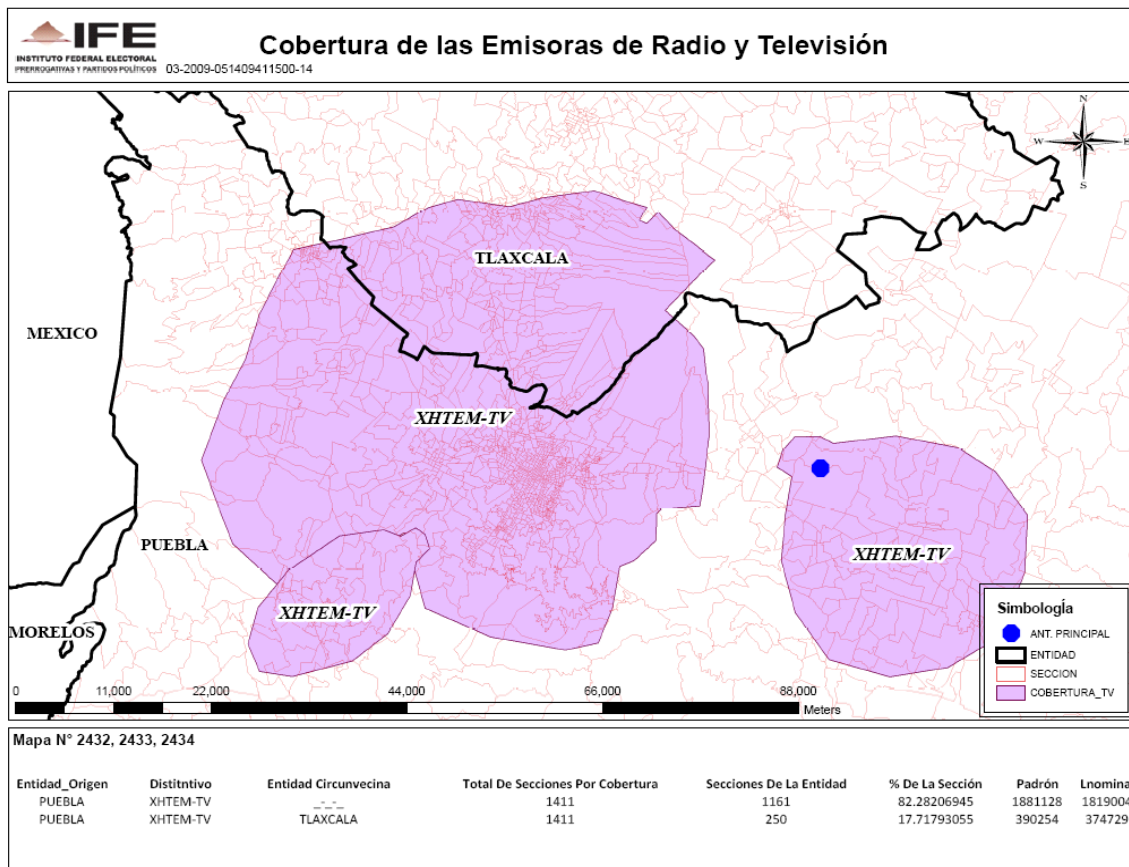 IFE
INSTITUTO FEDERAL ELECTORAL
PRERROGATIVAS Y PARTIDOS POLÍTICOS
03-2009-051409411500-14
Cobertura de las Emisoras de Radio y Televisión
N
W E
S
TLAXCALA
MEXICO
XHTEM-TV
PUEBLA
XHTEM-TV
XHTEM-TV
MORELOS
Simbología
ANT. PRINCIPAL
ENTIDAD
SECCION
COBERTURA_TV
0 11,000 22,000 44,000 66,000 88,000
Meters
Mapa N° 2432, 2433, 2434
Entidad_Origen Distitntivo Entidad Circunvecina Total De Secciones Por Cobertura Secciones De La Entidad % De La Sección Padrón Lnomina
PUEBLA XHTEM-TV _-_-_ 1411 1161 82.28206945 1881128 1819004
PUEBLA XHTEM-TV TLAXCALA 1411 250 17.71793055 390254 374729